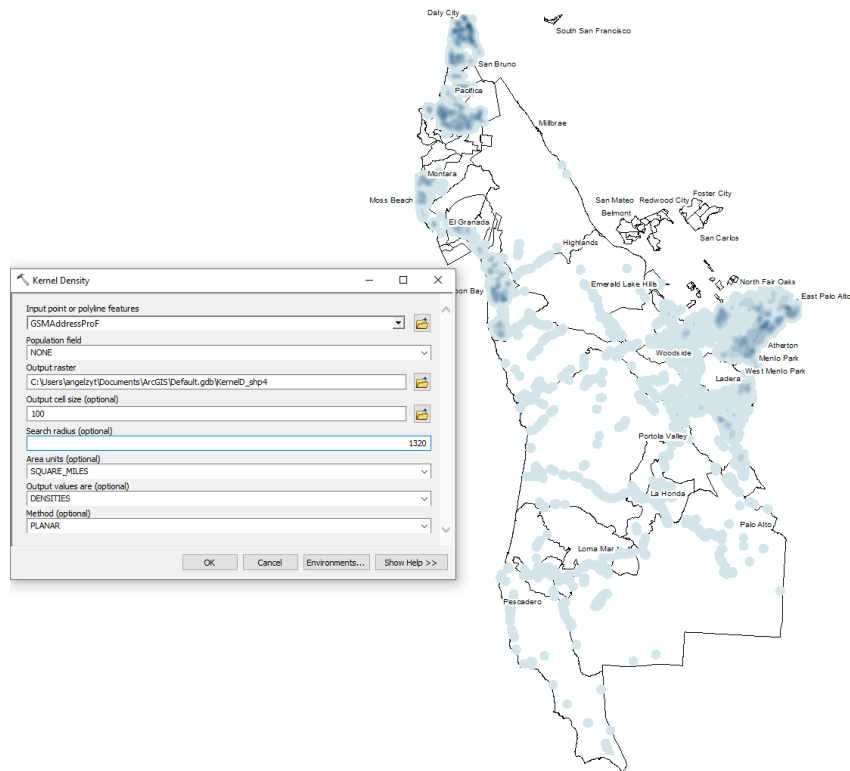 Daly City
South San Francisco
San Bruno
Pacifica
Millbrae
Montara
Moss Beach
San Mateo
Redwood City
Foster City
Belmont
El Granada
San Carlos
Highlands
Kernel Density
oon Bay
Emerald Lake Hills
North Fair Oaks
East Palo Alto
Input point or polyline features
GSMAddressProF
Population field
NONE
Output raster
C:\Users\angelzyt\Documents\ArcGIS\Default.gdb\KernelD_shp4
Output cell size (optional)
100
Search radius (optional)
1320
Area units (optional)
SQUARE_MILES
Output values are (optional)
DENSITIES
Method (optional)
PLANAR
OK
Cancel
Environments...
Show Help >>
Atherton
Woodside
Menlo Park
West Menlo Park
Ladera
Portola Valley
La Honda
Palo Alto
Loma Mar
Pescadero